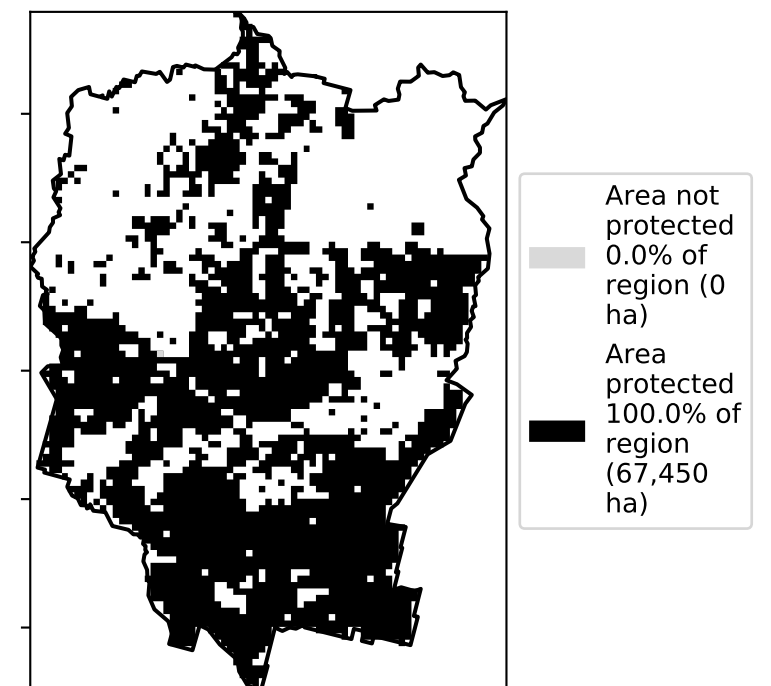 Area not
protected
0.0% of
region (0
ha)
Area
protected
100.0% of
region
(67,450
ha)